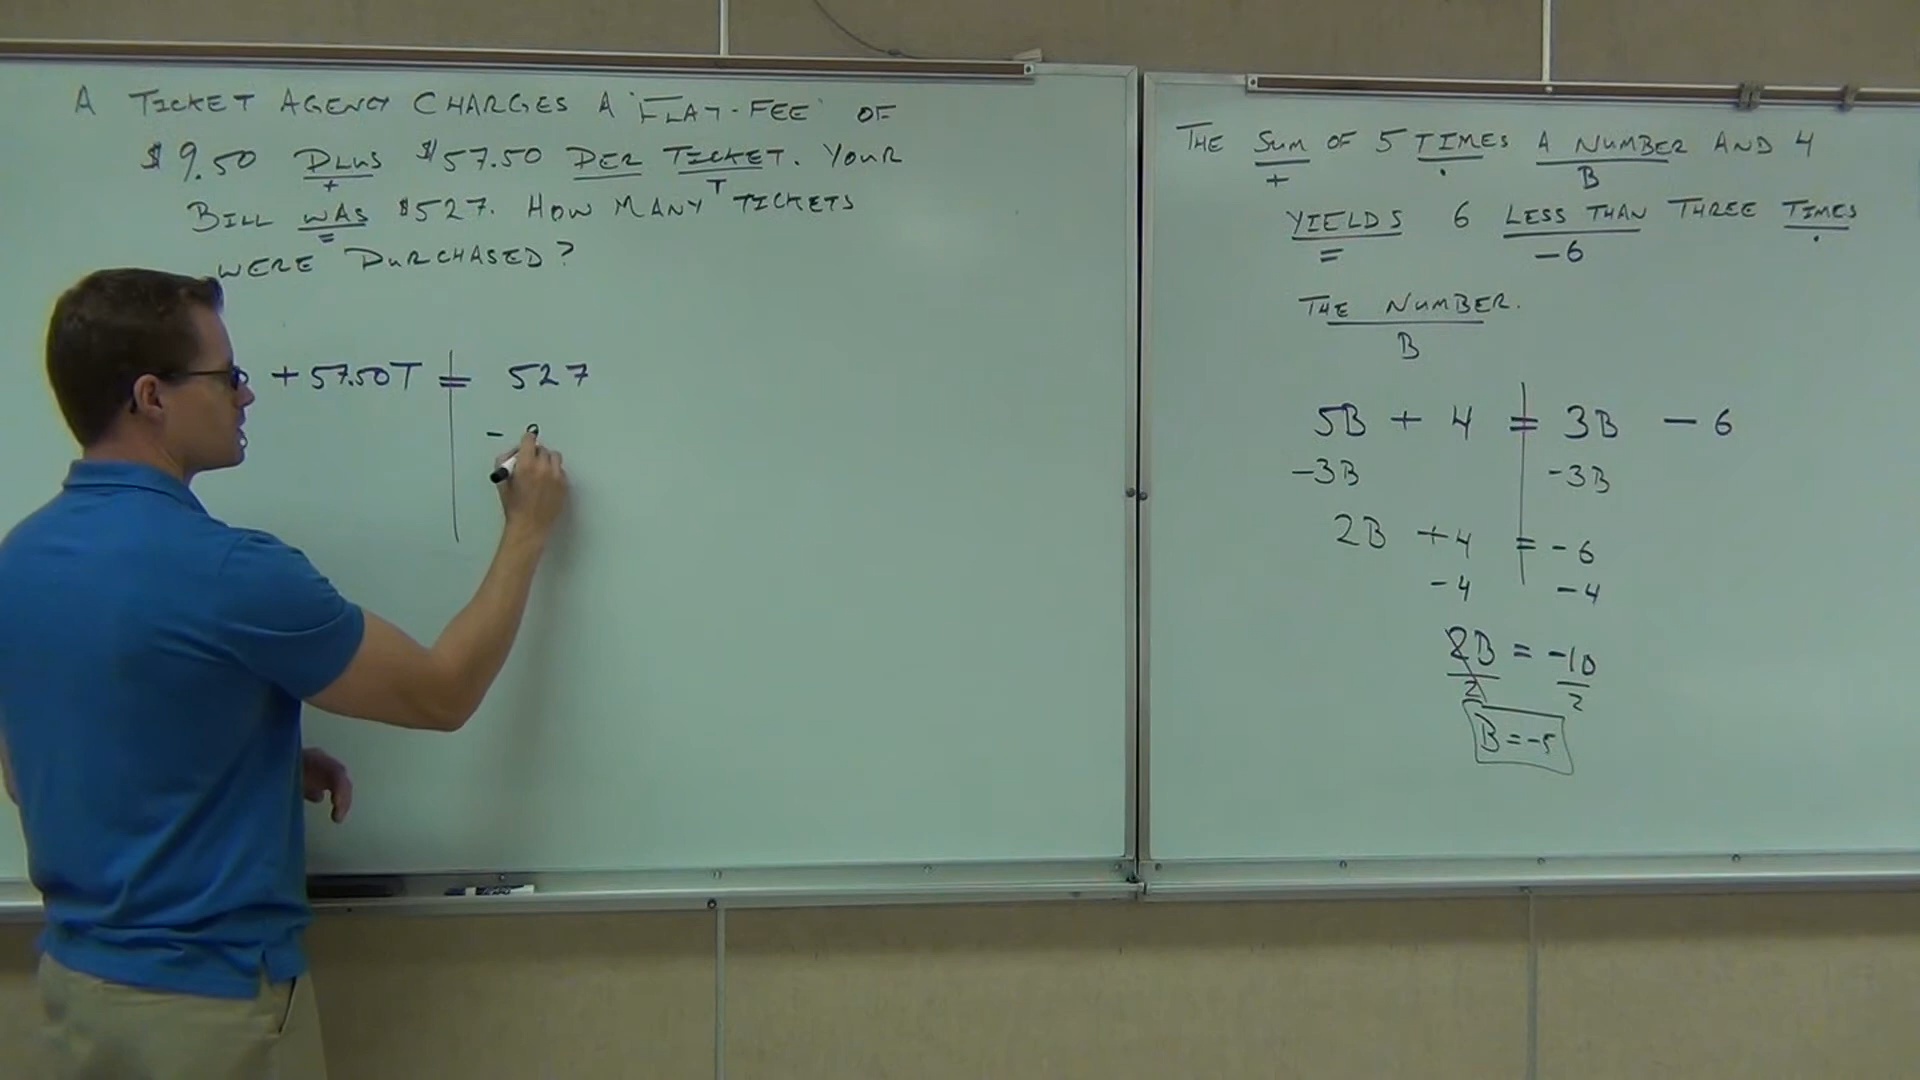 A TICKET AGENCY CHARGES A "FLAT-FEE" OF
$9.50 PLUS $57.50 PER TICKET. YOUR
+ T
BILL WAS $527. HOW MANY TICKETS
=
WERE PURCHASED?
+ 57.50T = 527
-
THE SUM OF 5 TIMES A NUMBER AND 4
+ · B
YIELDS 6 LESS THAN THREE TIMES
= -6 ·
THE NUMBER.
B
5B + 4 = 3B - 6
-3B -3B
2B +4 = -6
-4 -4
2B = -10
2 2
B = -5